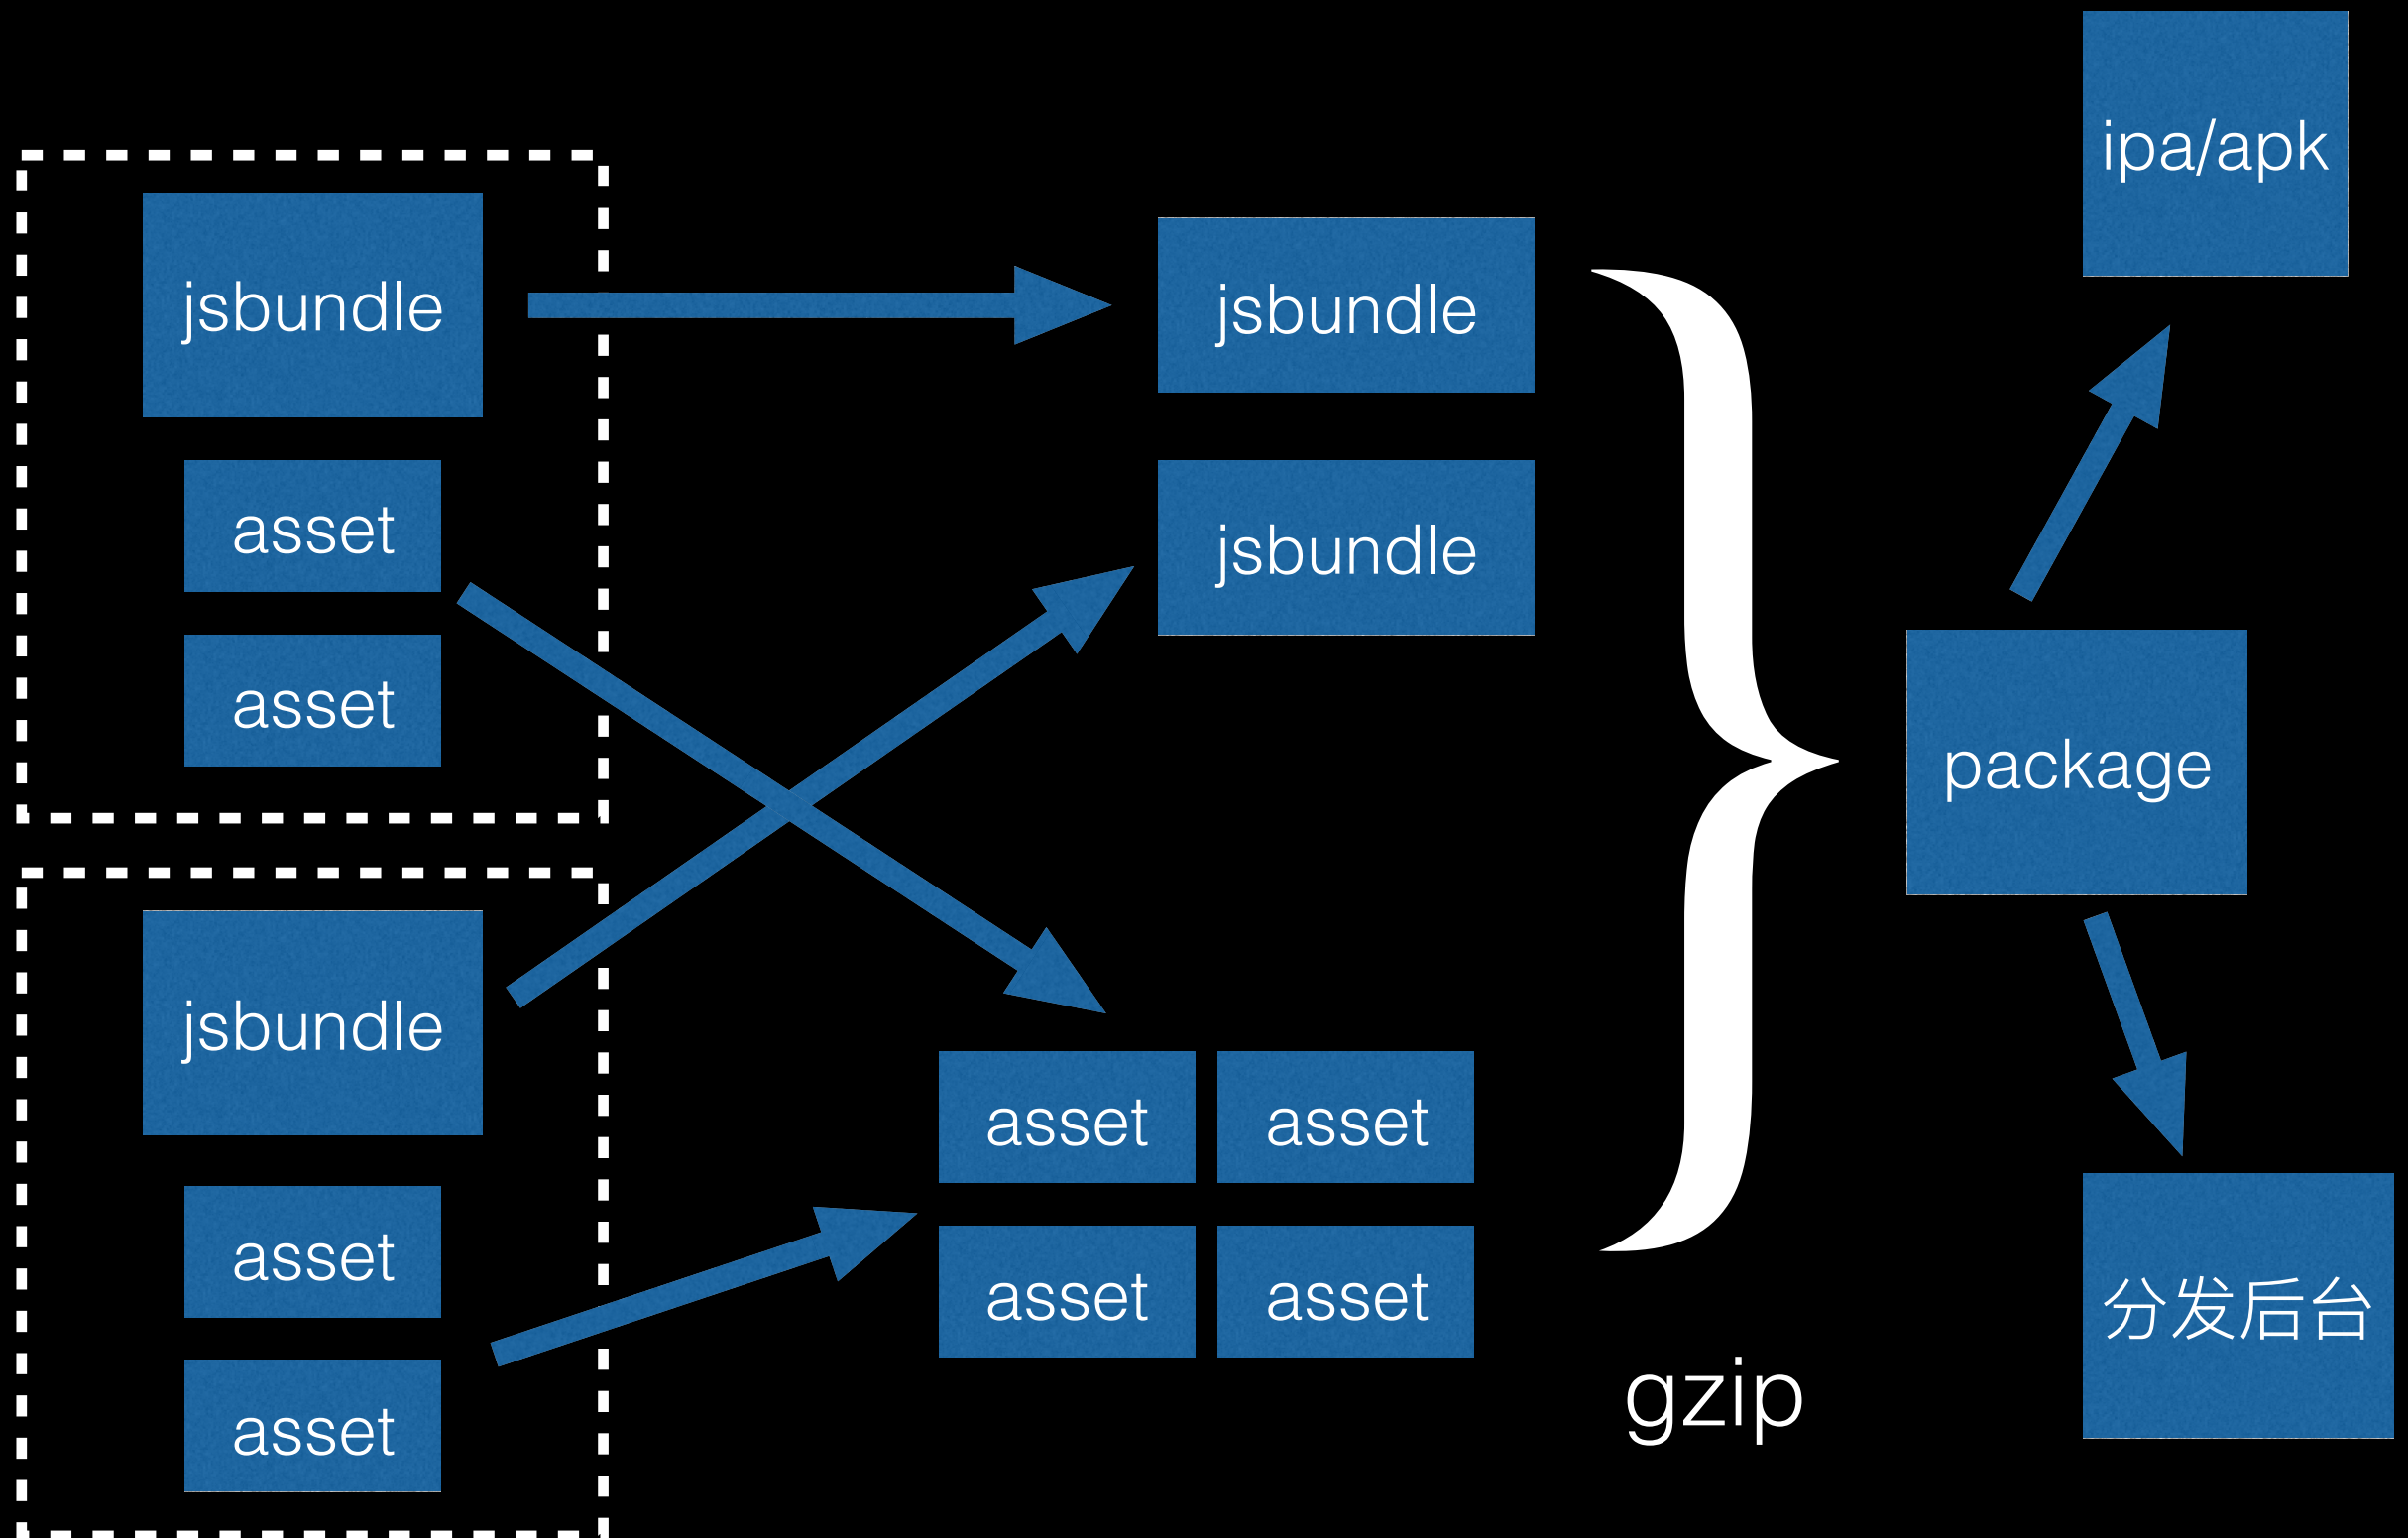 jsbundle
asset
asset
jsbundle
asset
asset
jsbundle
jsbundle
asset
asset
asset
asset
gzip
package
ipa/apk
分发后台